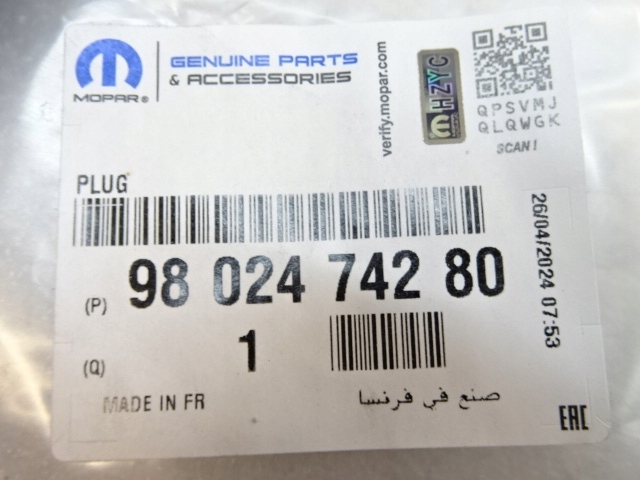 MOPAR®
GENUINE PARTS
& ACCESSORIES
verify.mopar.com
HZYC
QPSVMJ
QLQWGK
SCAN!
PLUG
(P) 98 024 742 80
26/04/2024 07:53
(Q) 1
MADE IN FR
صنع في فرنسا
EAC